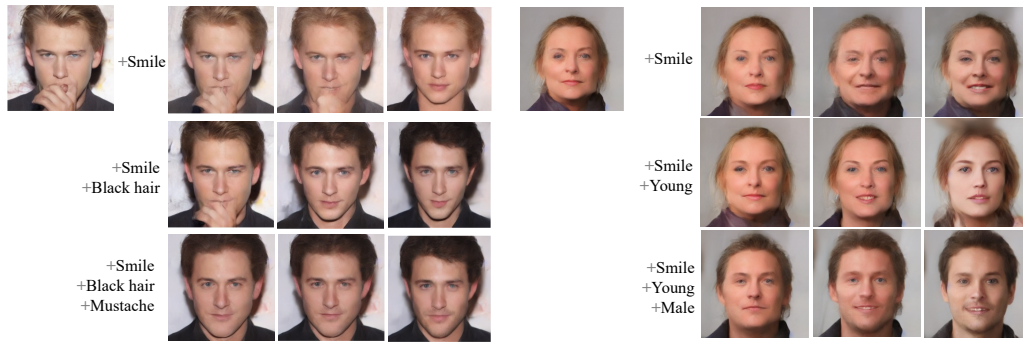 +Smile
+Smile
+Black hair
+Smile
+Black hair
+Mustache
+Smile
+Smile
+Young
+Smile
+Young
+Male